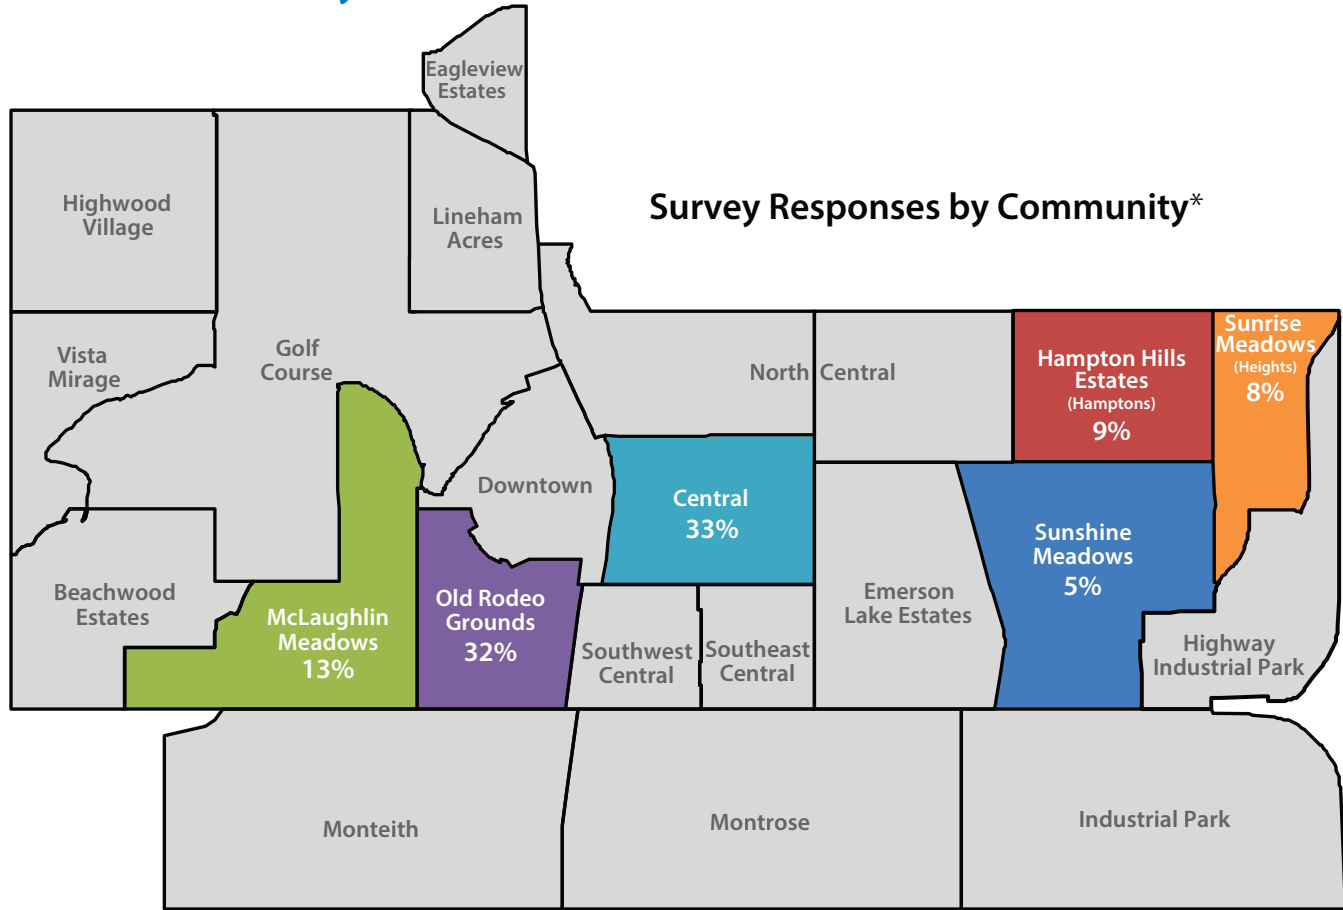 Eagleview
Estates
Survey Responses by Community*
Highwood
Village
Lineham
Acres
Vista
Mirage
Golf
Course
North Central
Hampton Hills
Estates
(Hamptons)
9%
Sunrise
Meadows
(Heights)
8%
Downtown
Central
33%
Sunshine
Meadows
5%
Beachwood
Estates
McLaughlin
Meadows
13%
Old Rodeo
Grounds
32%
Southwest
Central
Southeast
Central
Emerson
Lake Estates
Highway
Industrial Park
Monteith
Montrose
Industrial Park